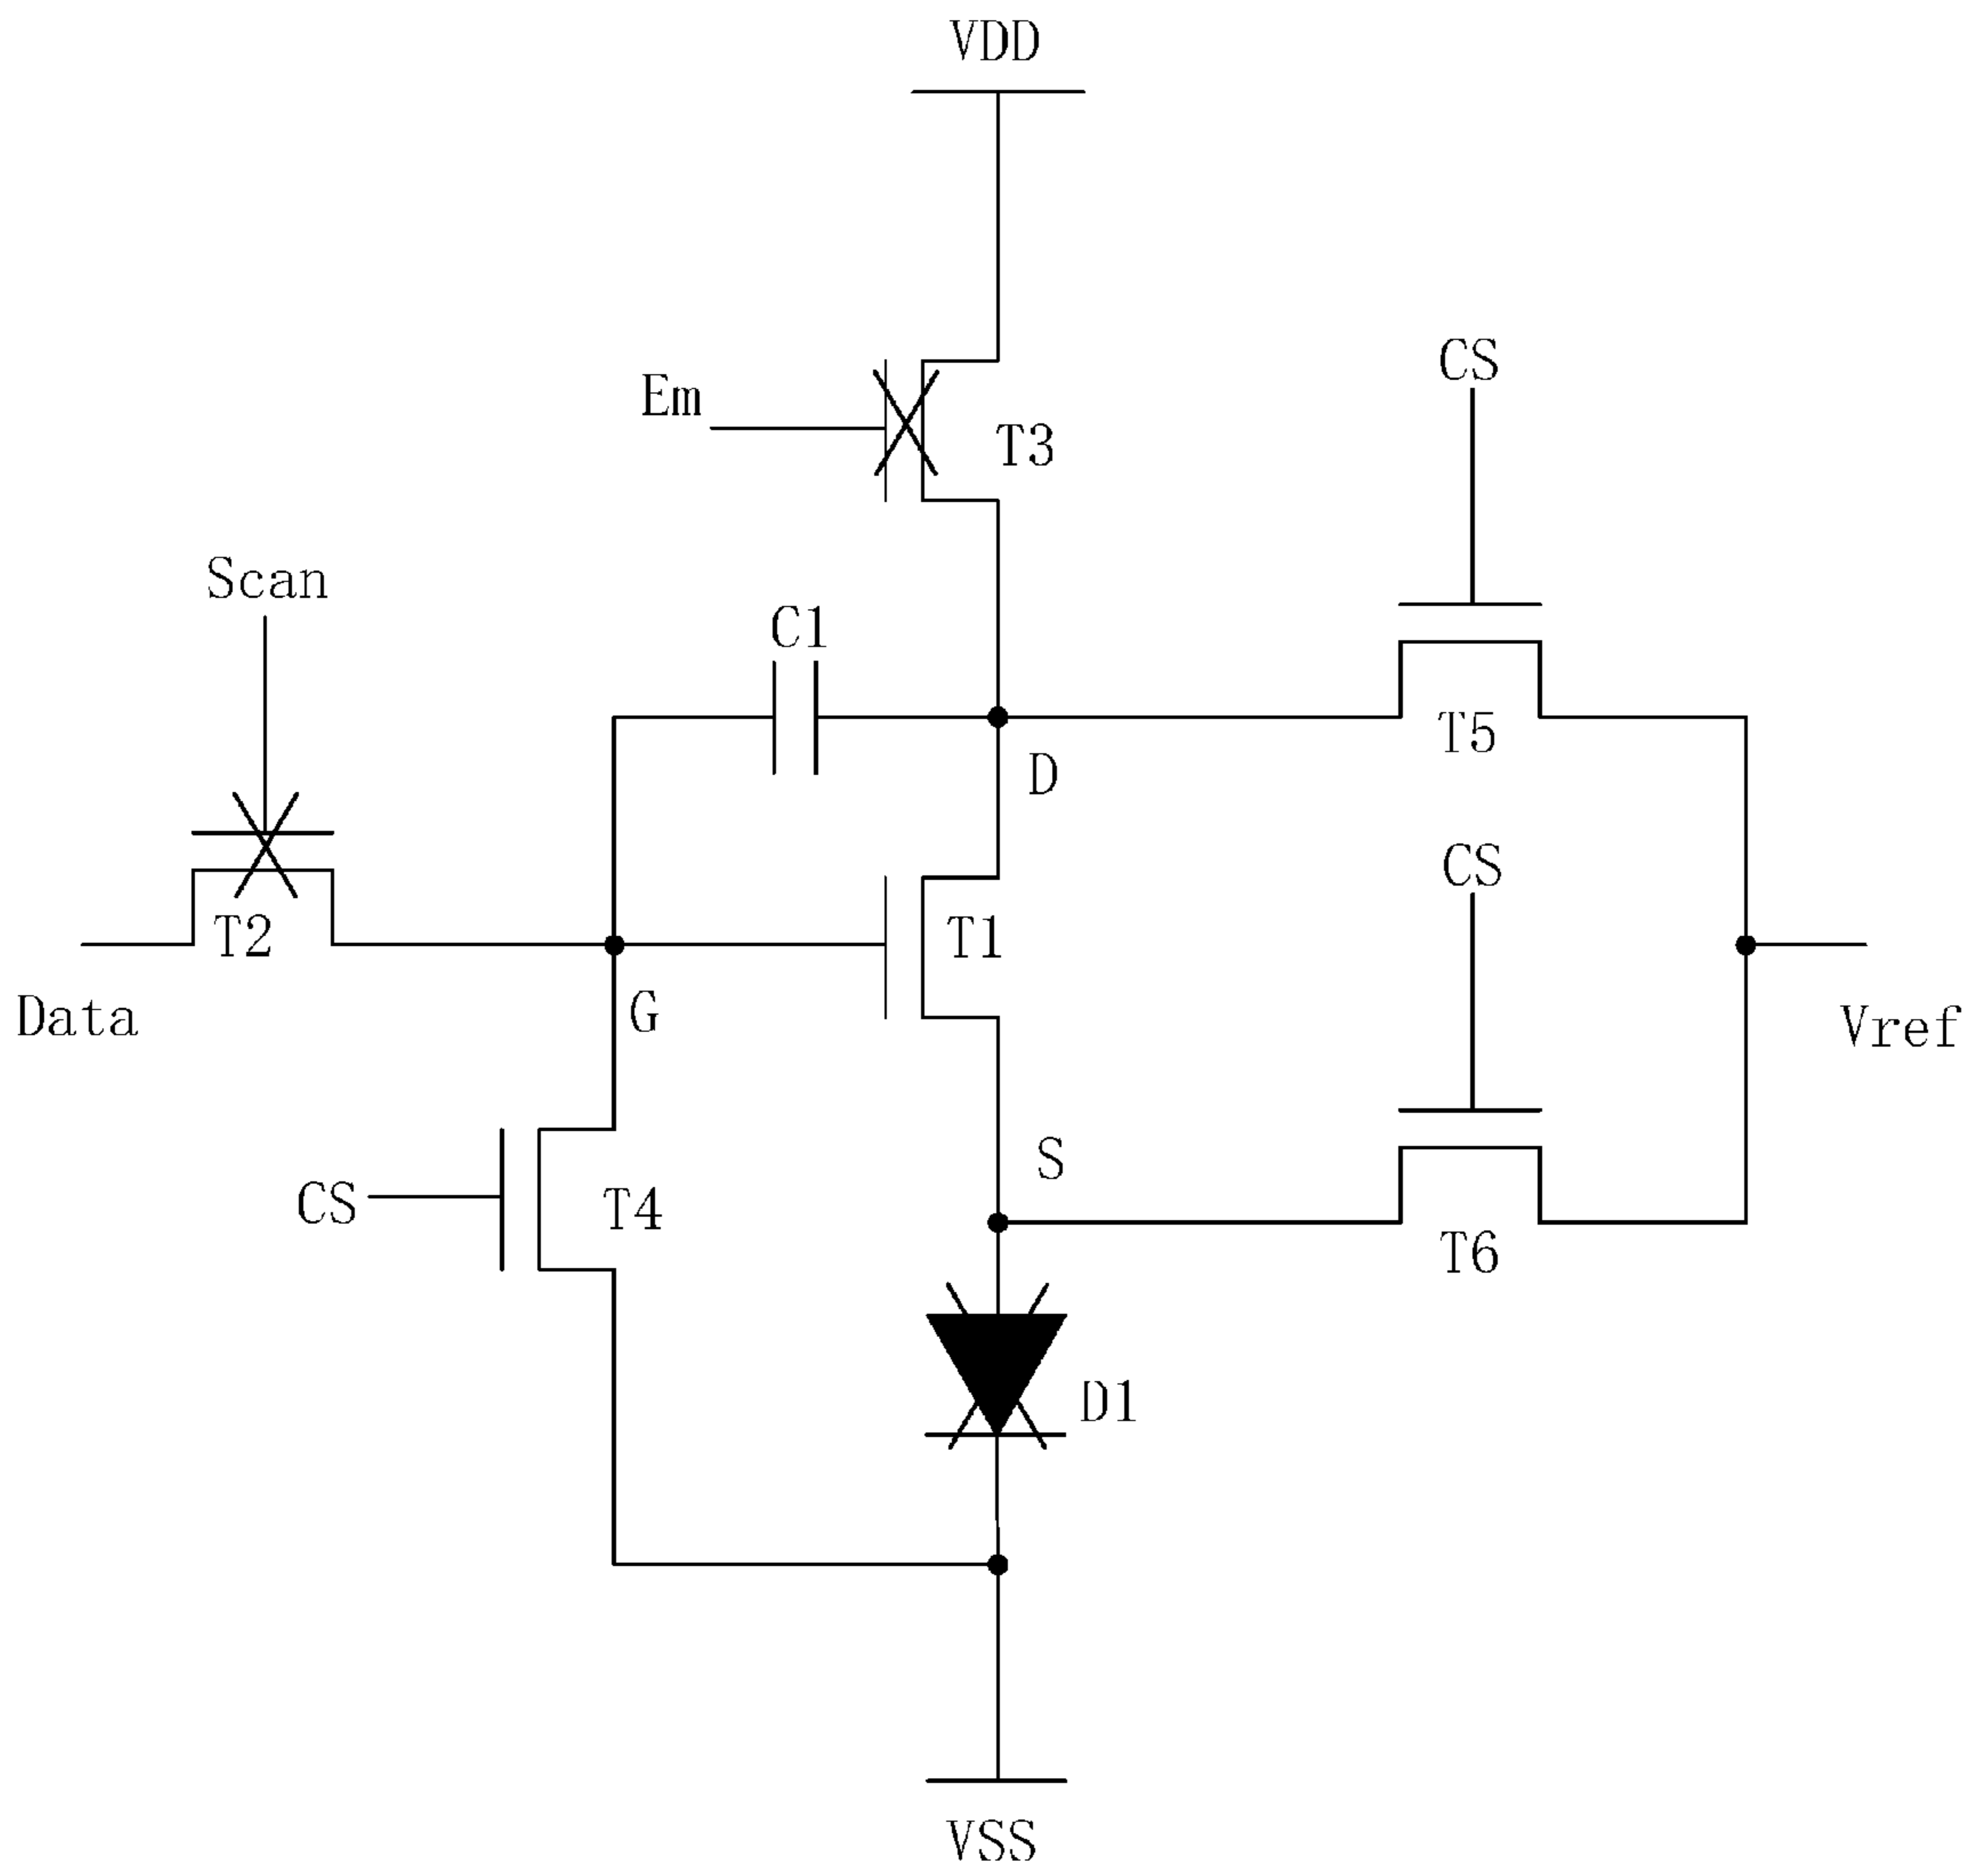 VDD
CS
Em
T3
Scan
C1
T5
D
CS
T1
T2
G
Data
Vref
S
CS
T4
T6
D1
VSS